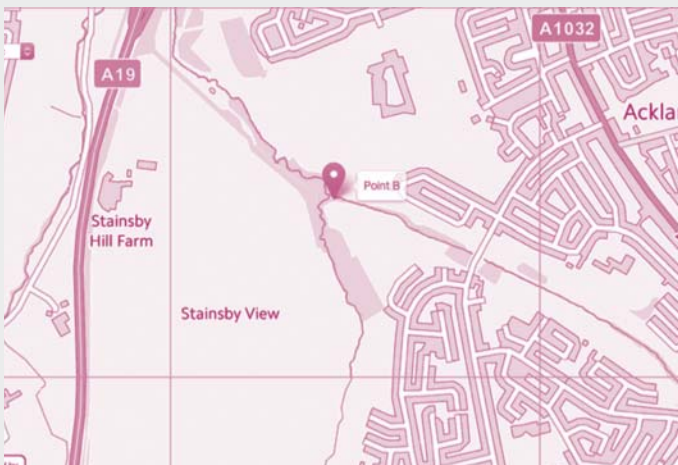 A1032
A19
Ackla
Point B
Stainsby
Hill Farm
Stainsby View